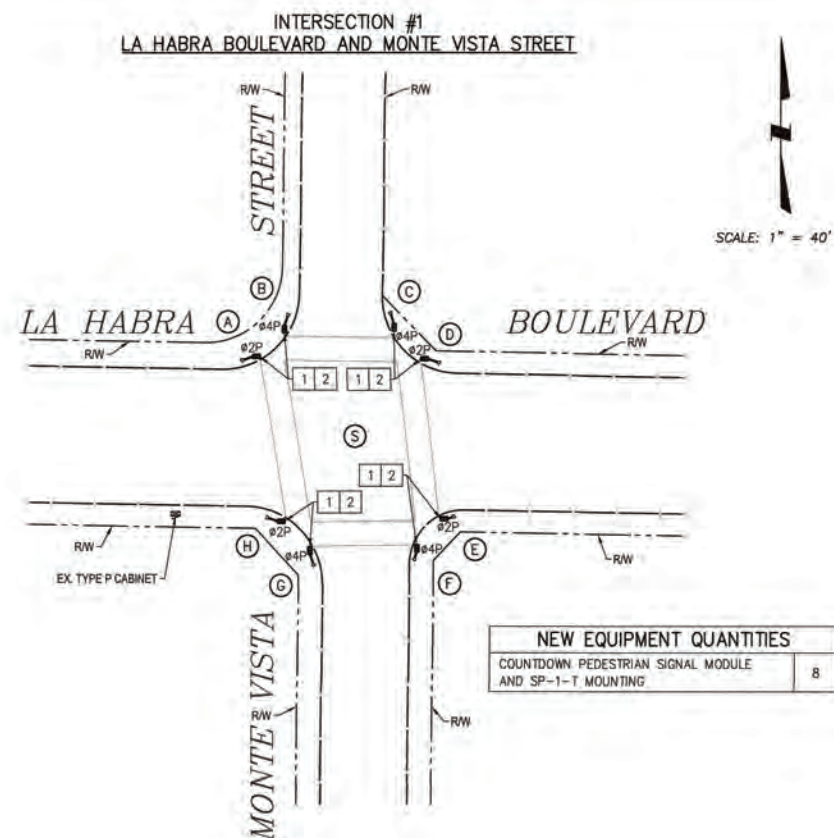 INTERSECTION #1
LA HABRA BOULEVARD AND MONTE VISTA STREET
R/W
R/W
STREET
SCALE: 1" = 40'
B
C
LA HABRA
A
ø4P
ø4P
D
BOULEVARD
R/W
ø2P
ø2P
R/W
1 2
1 2
S
1 2
1 2
ø2P
ø2P
R/W
H
ø4P
ø4P
E
R/W
EX. TYPE P CABINET
G
F
NEW EQUIPMENT QUANTITIES
COUNTDOWN PEDESTRIAN SIGNAL MODULE
AND SP-1-T MOUNTING
8
R/W
R/W
MONTE VISTA